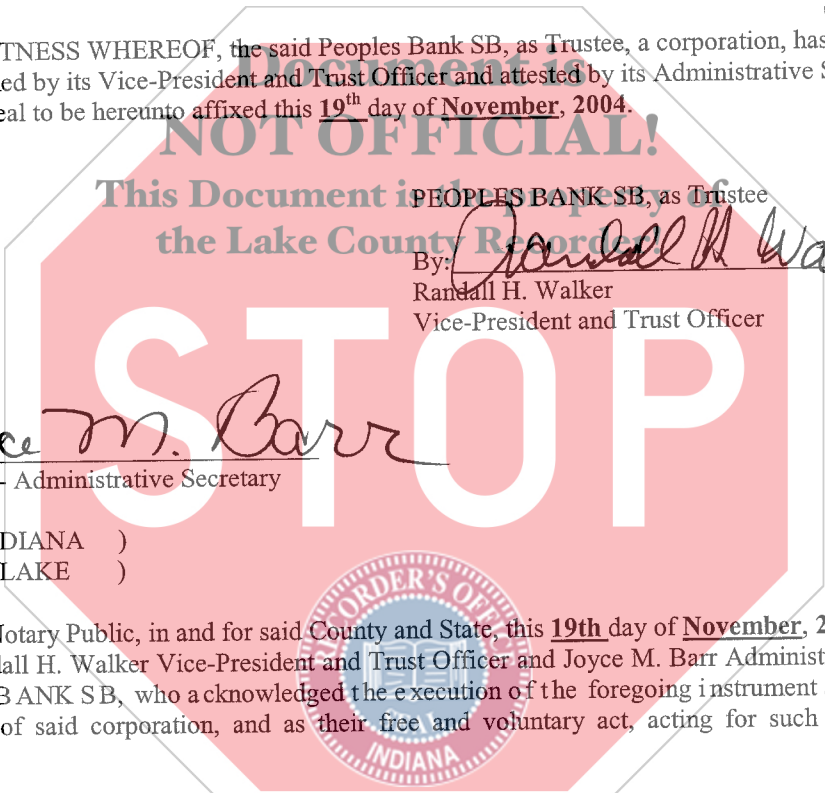 TNESS WHEREOF, the said Peoples Bank SB, as Trustee, a corporation, has
ed by its Vice-President and Trust Officer and attested by its Administrative S
eal to be hereunto affixed this 19th day of November, 2004.
Document is
NOT OFFICIAL!
This Document is the property of
the Lake County Recorder!
PEOPLES BANK SB, as Trustee
By: Randall H Wa
Randall H. Walker
Vice-President and Trust Officer
STOP
ce M. Barr
- Administrative Secretary
DIANA )
LAKE )
RECORDER'S OFFICE
Notary Public, in and for said County and State, this 19th day of November, 2
dall H. Walker Vice-President and Trust Officer and Joyce M. Barr Administ
BANK SB, who acknowledged the execution of the foregoing instrument
of said corporation, and as their free and voluntary act, acting for such
INDIANA